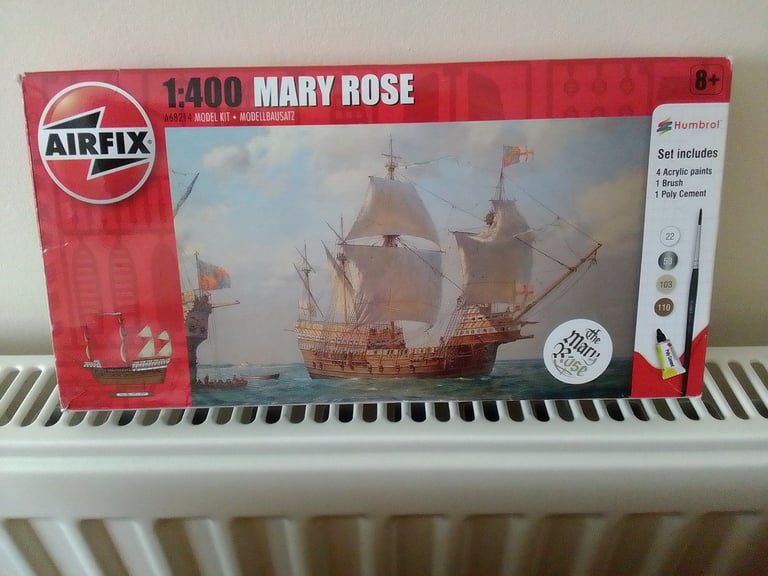 AIRFIX
1:400 MARY ROSE
A68214 MODEL KIT • MODELLBAUSATZ
8+
Humbrol
Set includes
4 Acrylic paints
1 Brush
1 Poly Cement
22
53
103
110
the
Mary
Rose